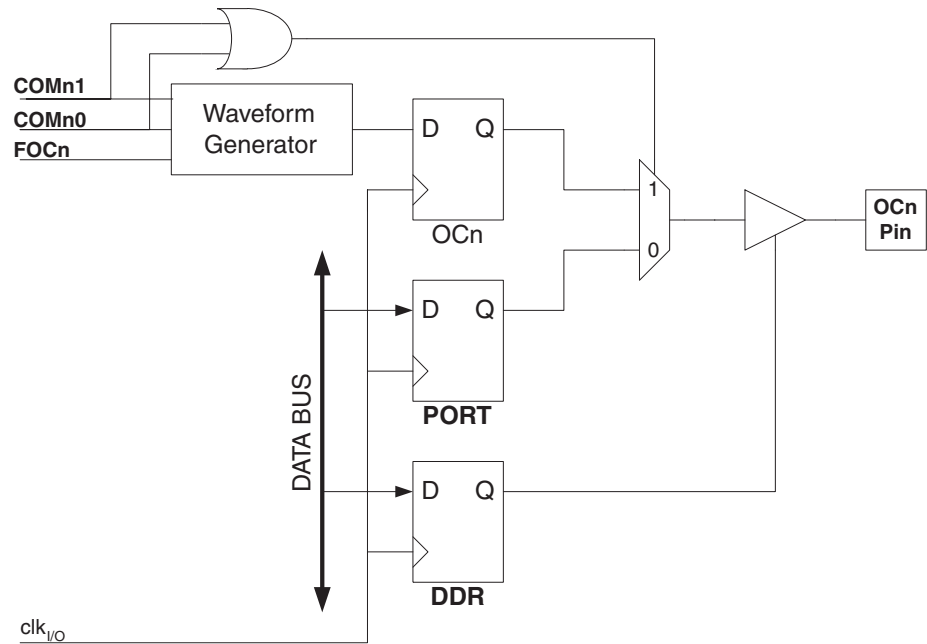 COMn1
COMn0
FOCn
Waveform
Generator
D Q
OCn
1
0
OCn
Pin
D Q
PORT
DATA BUS
D Q
DDR
clkI/O